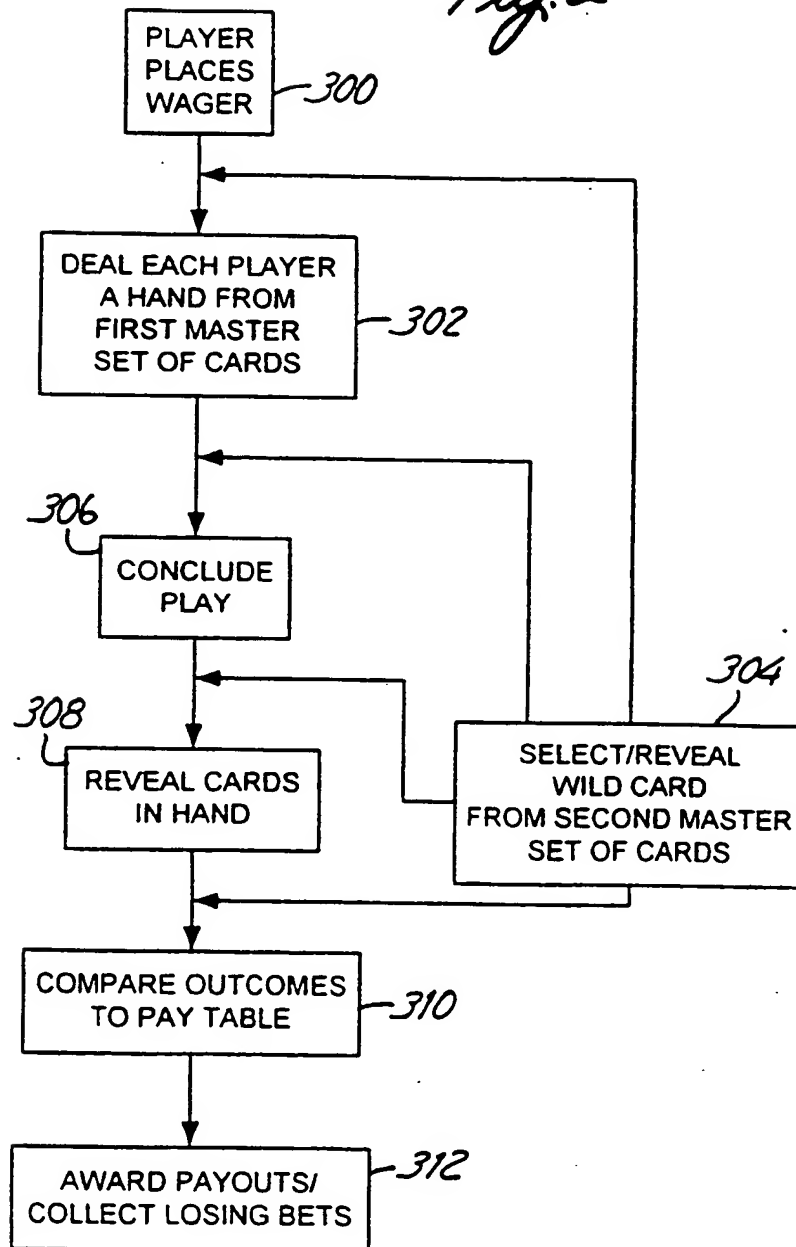 PLAYER
PLACES
WAGER
300
DEAL EACH PLAYER
A HAND FROM
FIRST MASTER
SET OF CARDS
302
306
CONCLUDE
PLAY
304
SELECT/REVEAL
WILD CARD
FROM SECOND MASTER
SET OF CARDS
308
REVEAL CARDS
IN HAND
COMPARE OUTCOMES
TO PAY TABLE
310
AWARD PAYOUTS/
COLLECT LOSING BETS
312